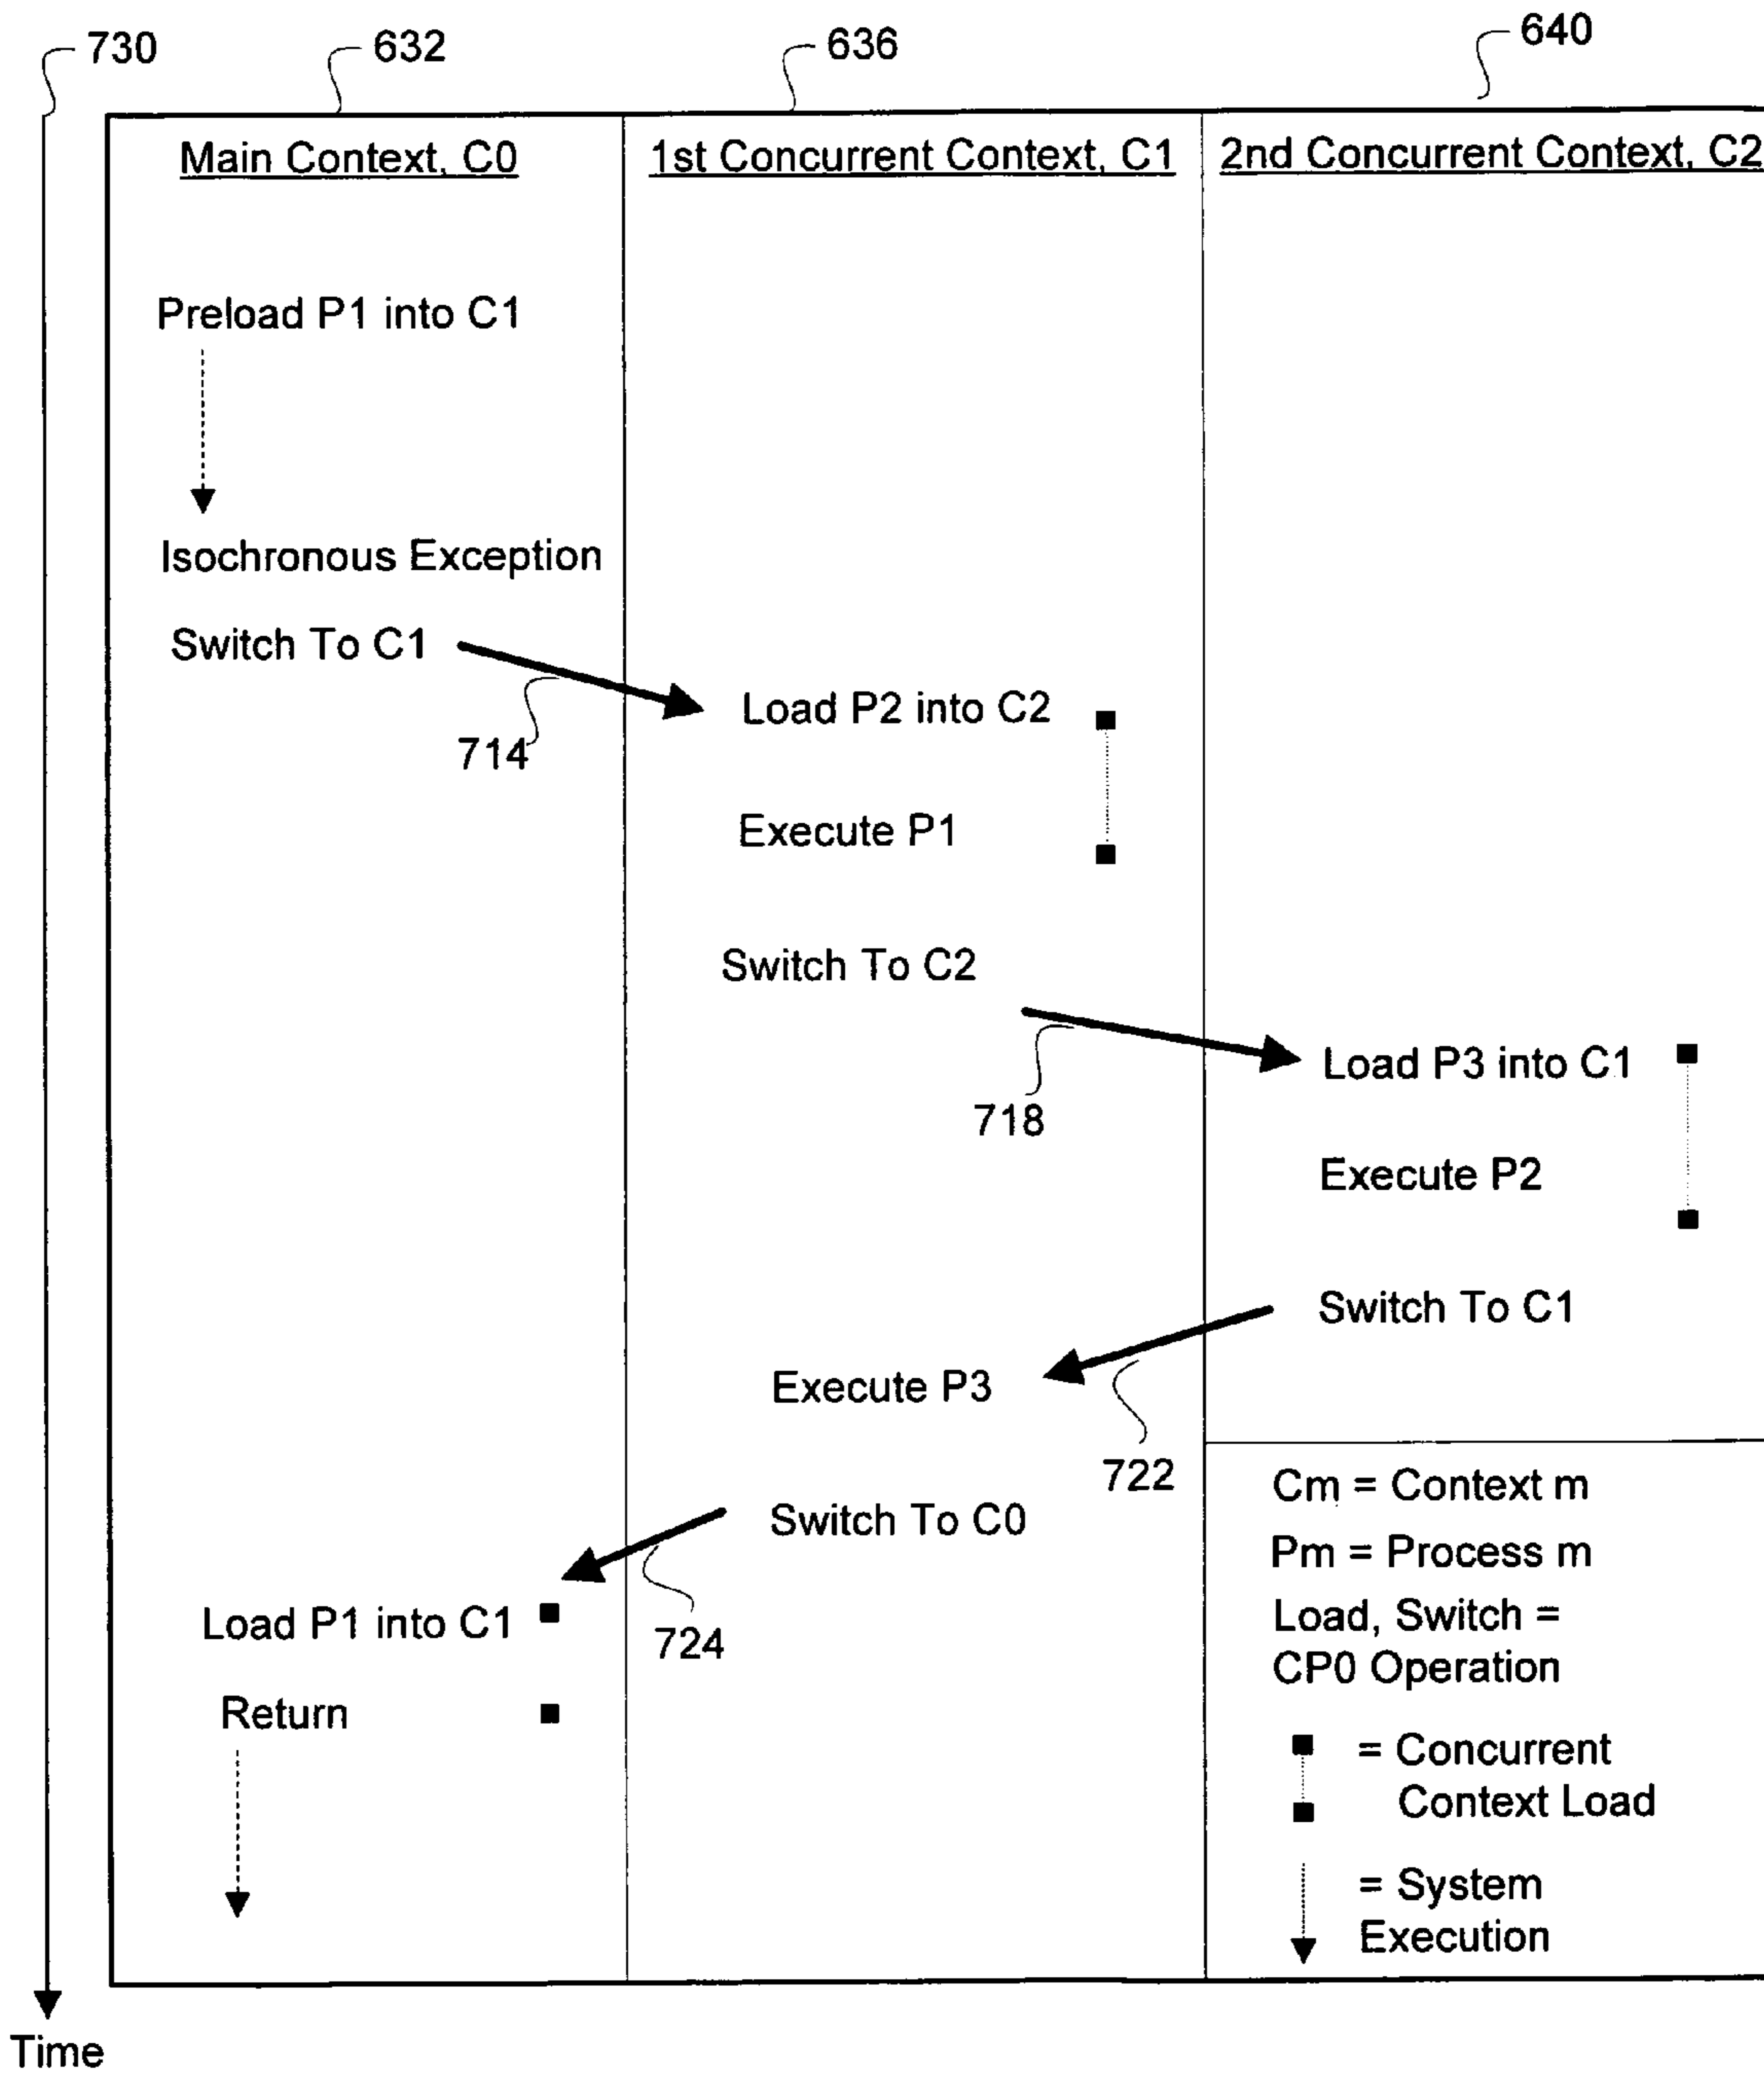 730
632
636
640
Main Context, C0
1st Concurrent Context, C1
2nd Concurrent Context, C2
Preload P1 into C1
Isochronous Exception
Switch To C1
714
Load P2 into C2
Execute P1
Switch To C2
718
Load P3 into C1
Execute P2
Switch To C1
722
Execute P3
Switch To C0
724
Load P1 into C1
Return
Cm = Context m
Pm = Process m
Load, Switch =
CP0 Operation
= Concurrent
Context Load
= System
Execution
Time